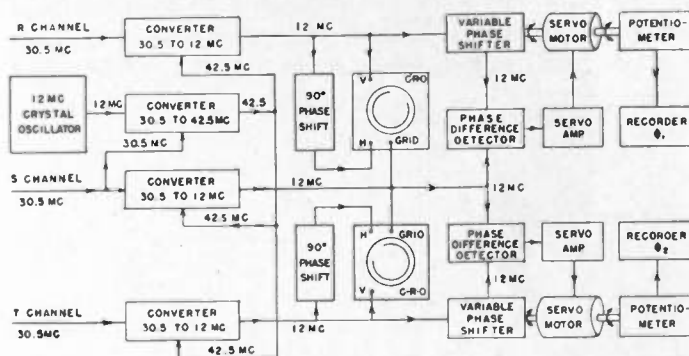 R CHANNEL
30.5 MC
CONVERTER
30.5 TO 12 MC
12 MC
VARIABLE
PHASE
SHIFTER
SERVO
MOTOR
POTENTIO-
METER
42.5 MC
12 MC
CRYSTAL
OSCILLATOR
12 MC
CONVERTER
30.5 TO 42.5 MC
42.5
90°
PHASE
SHIFT
V
CRO
H
GRID
12 MC
PHASE
DIFFERENCE
DETECTOR
SERVO
AMP
RECORDER
Φ₁
30.5 MC
S CHANNEL
30.5 MC
CONVERTER
30.5 TO 12 MC
12 MC
12 MC
42.5 MC
90°
PHASE
SHIFT
H
GRID
V
CRO
PHASE
DIFFERENCE
DETECTOR
SERVO
AMP
RECORDER
Φ₂
12 MC
T CHANNEL
30.5 MC
CONVERTER
30.5 TO 12 MC
12 MC
VARIABLE
PHASE
SHIFTER
SERVO
MOTOR
POTENTIO-
METER
42.5 MC